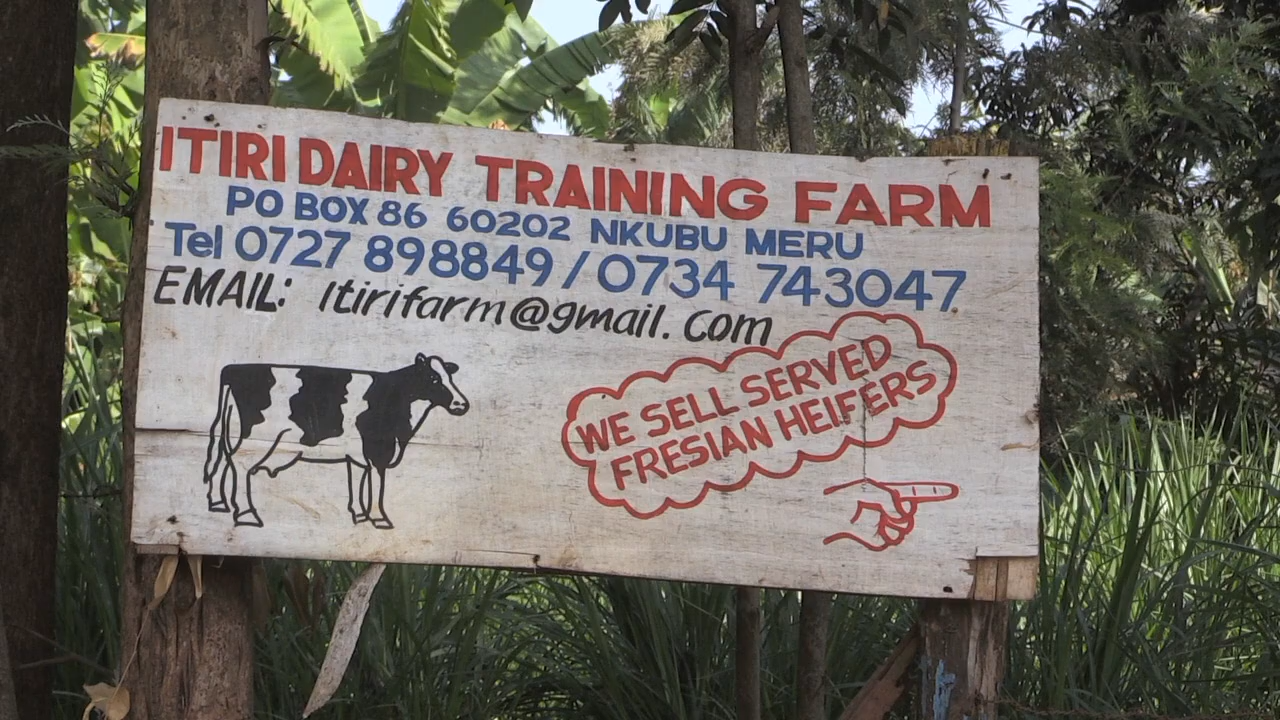 ITIRI DAIRY TRAINING FARM
PO BOX 86 60202 NKUBU MERU
Tel 0727 898849/0734 743047
EMAIL: Itirifarm@gmail.com
WE SELL SERVED
FRESIAN HEIFERS